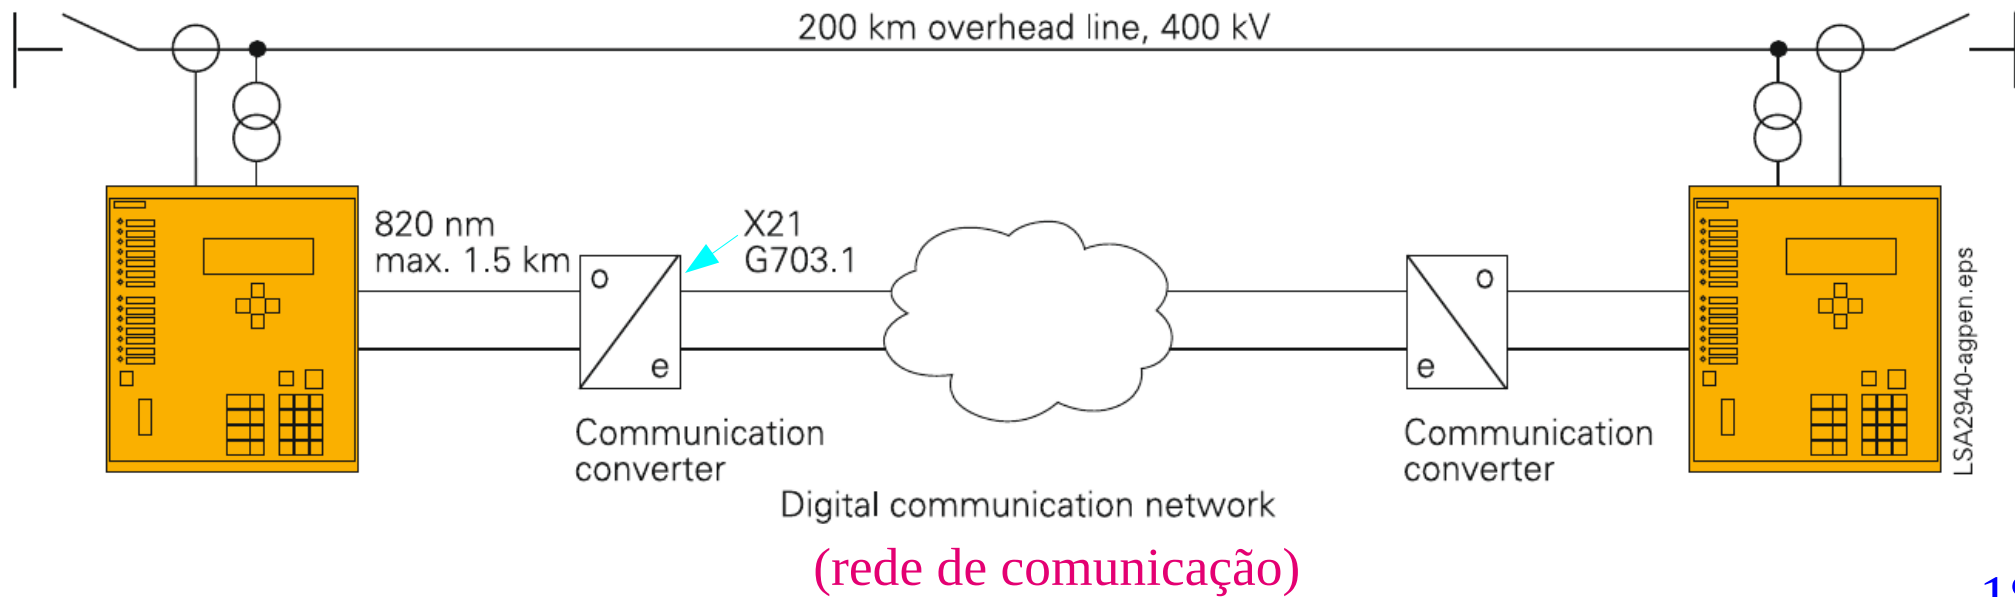 200 km overhead line, 400 kV
820 nm
max. 1.5 km
X21
G703.1
o
e
o
e
Communication
converter
Communication
converter
Digital communication network
(rede de comunicação)
LSA2940-agpen.eps